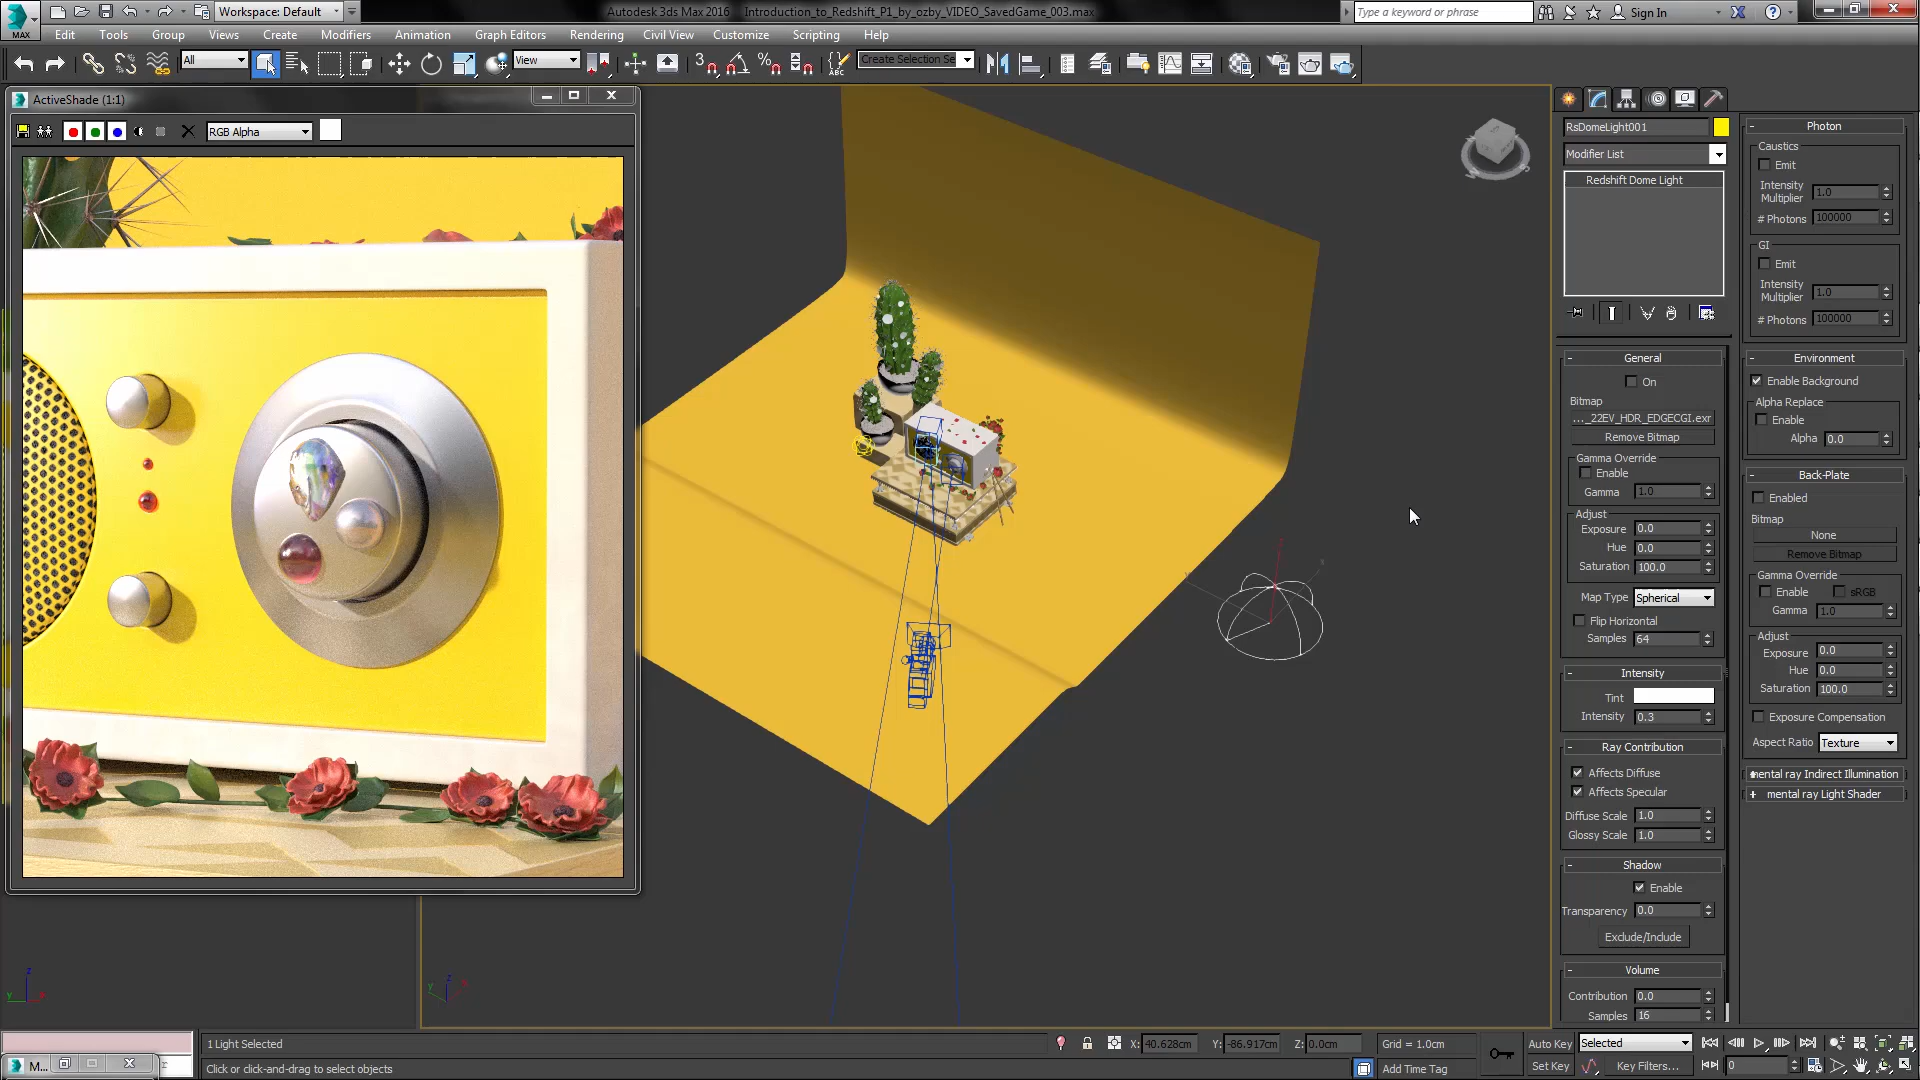 Workspace: Default
Autodesk 3ds Max 2016    Introduction_to_Redshift_P1_by_ozby_VIDEO_SavedGame_003.max
Type a keyword or phrase
Sign In
MAX
Edit Tools Group Views Create Modifiers Animation Graph Editors Rendering Civil View Customize Scripting Help
All
View
3
ABC
Create Selection Se
ActiveShade (1:1)
RGB Alpha
RsDomeLight001
Modifier List
Redshift Dome Light
General
On
Bitmap
..._22EV_HDR_EDGECGI.exr
Remove Bitmap
Gamma Override
Enable
Gamma 1.0
Adjust
Exposure 0.0
Hue 0.0
Saturation 100.0
Map Type Spherical
Flip Horizontal
Samples 64
Intensity
Tint
Intensity 0.3
Ray Contribution
Affects Diffuse
Affects Specular
Diffuse Scale 1.0
Glossy Scale 1.0
Shadow
Enable
Transparency 0.0
Exclude/Include
Volume
Contribution 0.0
Samples 16
Photon
Caustics
Emit
Intensity
Multiplier 1.0
# Photons 100000
GI
Emit
Intensity
Multiplier 1.0
# Photons 100000
Environment
Enable Background
Alpha Replace
Enable
Alpha 0.0
Back-Plate
Enabled
Bitmap
None
Remove Bitmap
Gamma Override
Enable sRGB
Gamma 1.0
Adjust
Exposure 0.0
Hue 0.0
Saturation 100.0
Exposure Compensation
Aspect Ratio Texture
mental ray Indirect Illumination
mental ray Light Shader
M...
1 Light Selected
Click or click-and-drag to select objects
X: 40.628cm Y: -86.917cm Z: 0.0cm
Grid = 1.0cm
Add Time Tag
Auto Key Selected
Set Key Key Filters...
0